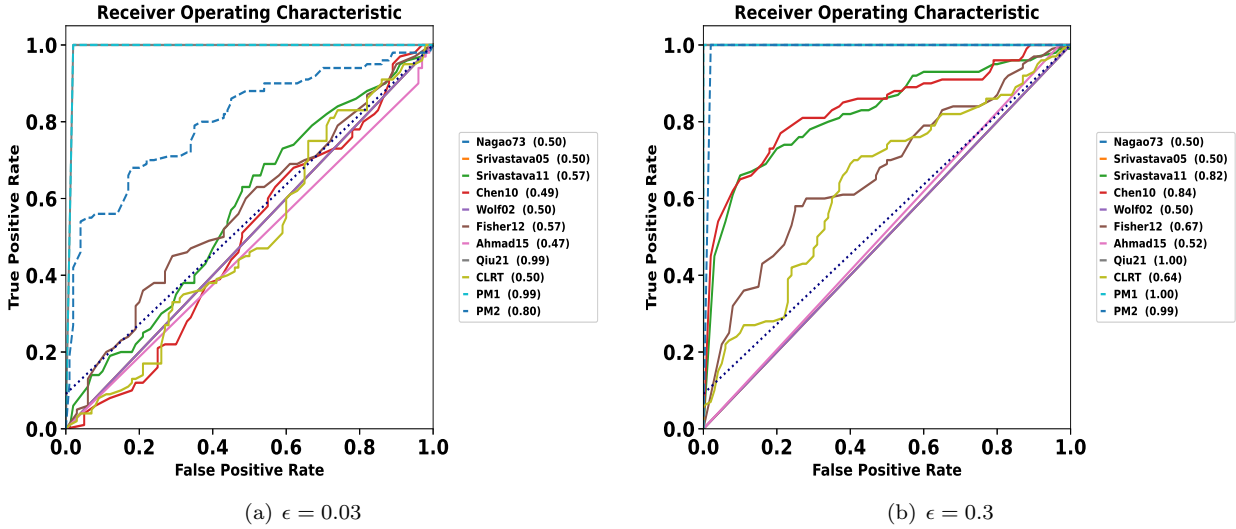 Receiver Operating Characteristic
True Positive Rate
1.0
0.8
0.6
0.4
0.2
0.0
0.0 0.2 0.4 0.6 0.8 1.0
False Positive Rate
Nagao73 (0.50)
Srivastava05 (0.50)
Srivastava11 (0.57)
Chen10 (0.49)
Wolf02 (0.50)
Fisher12 (0.57)
Ahmad15 (0.47)
Qiu21 (0.99)
CLRT (0.50)
PM1 (0.99)
PM2 (0.80)
(a) ϵ = 0.03
Receiver Operating Characteristic
True Positive Rate
1.0
0.8
0.6
0.4
0.2
0.0
0.0 0.2 0.4 0.6 0.8 1.0
False Positive Rate
Nagao73 (0.50)
Srivastava05 (0.50)
Srivastava11 (0.82)
Chen10 (0.84)
Wolf02 (0.50)
Fisher12 (0.67)
Ahmad15 (0.52)
Qiu21 (1.00)
CLRT (0.64)
PM1 (1.00)
PM2 (0.99)
(b) ϵ = 0.3